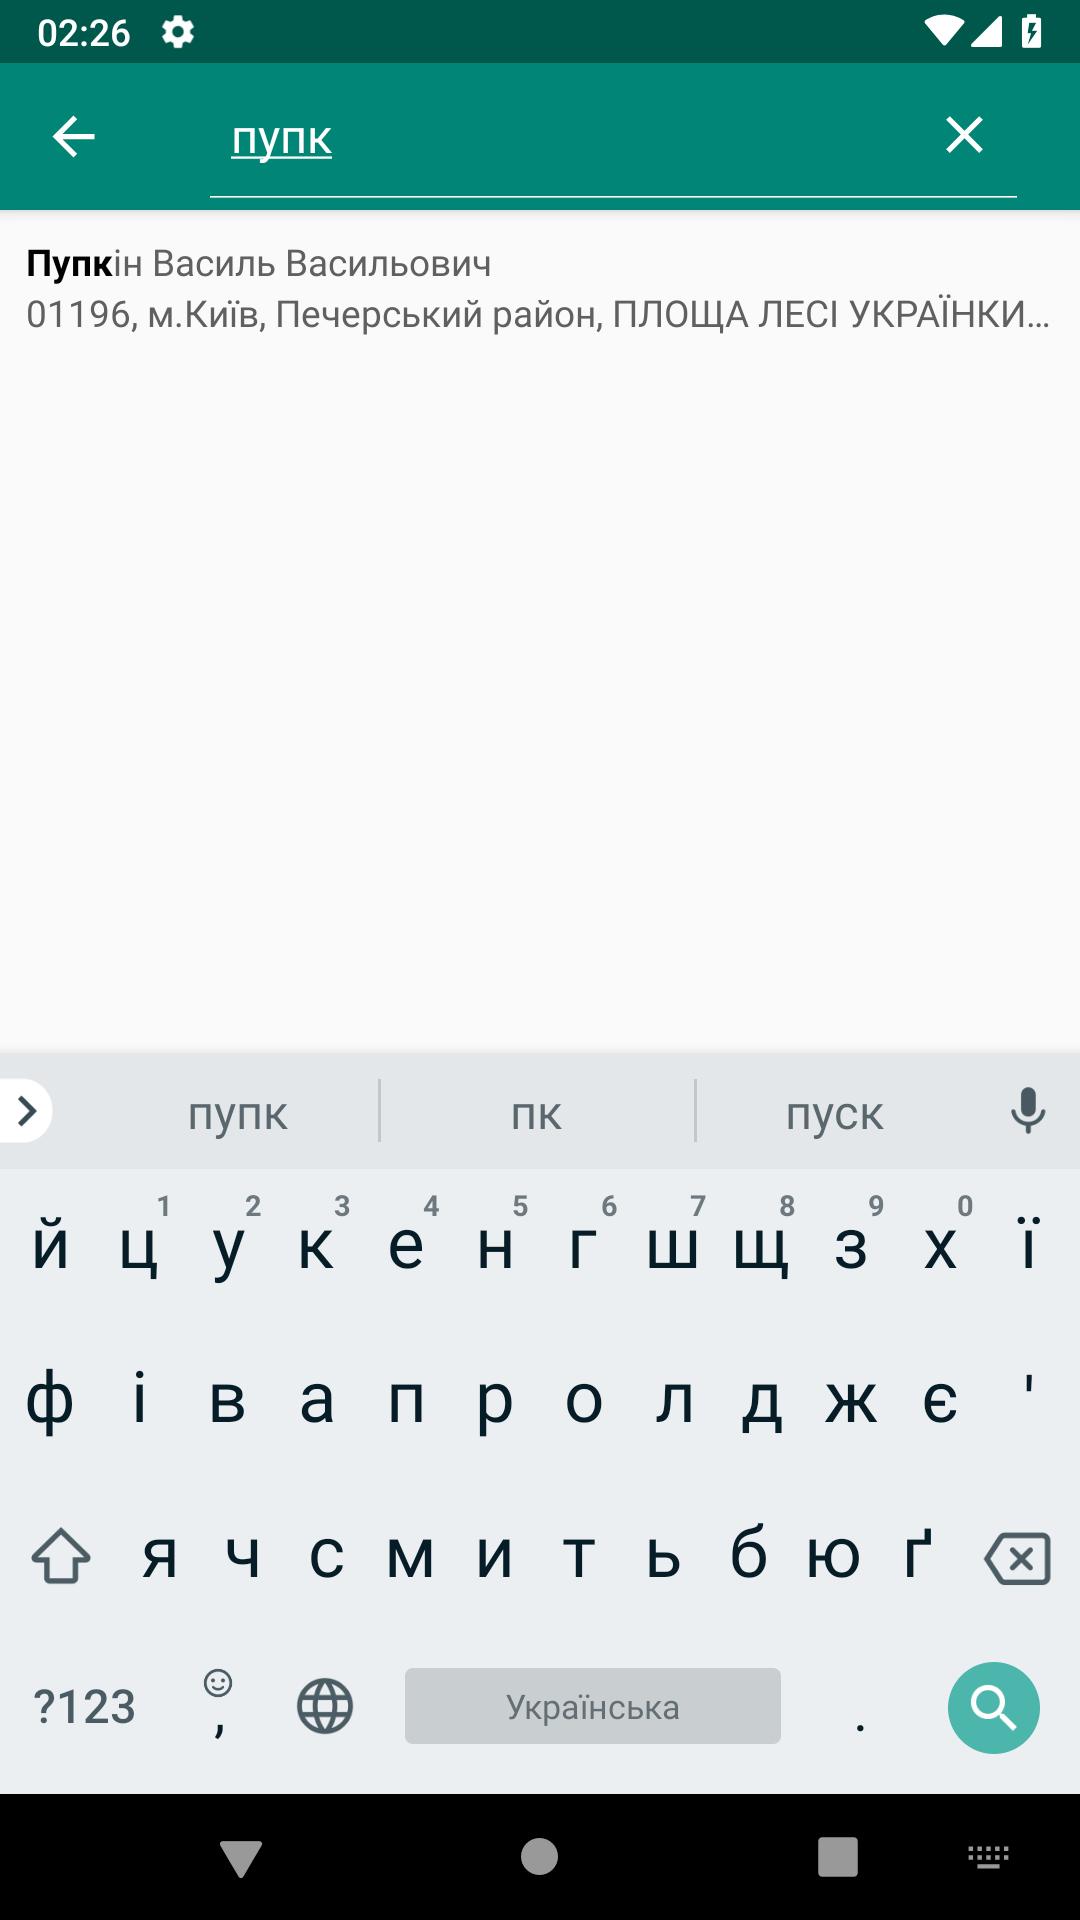 02:26
пупк
Пупкін Василь Васильович
01196, м.Київ, Печерський район, ПЛОЩА ЛЕСІ УКРАЇНКИ...
пупк пк пуск
1 2 3 4 5 6 7 8 9 0
й ц у к е н г ш щ з х ї
ф і в а п р о л д ж є '
я ч с м и т ь б ю ґ
?123 , Українська .